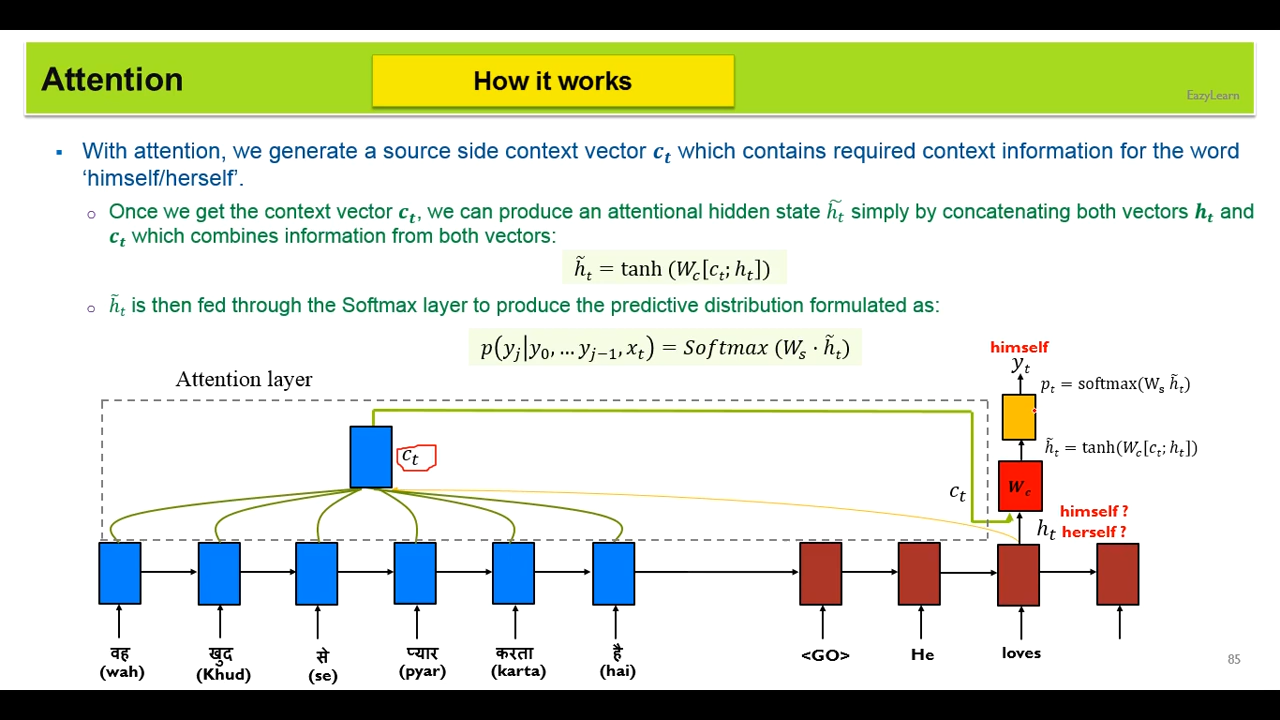 Attention
How it works
EazyLearn
▪ With attention, we generate a source side context vector cₜ which contains required context information for the word
‘himself/herself’.
o Once we get the context vector cₜ, we can produce an attentional hidden state h̃ₜ simply by concatenating both vectors hₜ and
cₜ which combines information from both vectors:
h̃ₜ = tanh (W_c[cₜ; hₜ])
o h̃ₜ is then fed through the Softmax layer to produce the predictive distribution formulated as:
p(yⱼ|y₀, … yⱼ₋₁, xₜ) = Softmax (Wₛ · h̃ₜ)
himself
yₜ
Attention layer
pₜ = softmax(Wₛ h̃ₜ)
cₜ
h̃ₜ = tanh(W_c[cₜ; hₜ])
cₜ
W_c
himself ?
hₜ herself ?
वह खुद से प्यार करता है
(wah) (Khud) (se) (pyar) (karta) (hai)
<GO> He loves
85